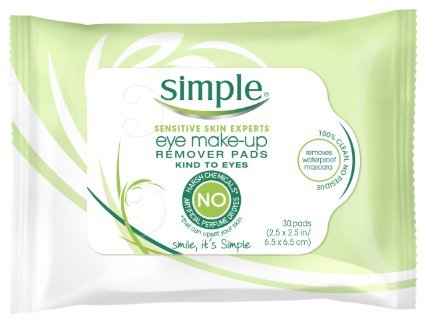 simple®
SENSITIVE SKIN EXPERTS
eye make-up
REMOVER PADS
KIND TO EYES
HARSH CHEMICALS*
NO
ARTIFICIAL PERFUME OR DYES
*that can upset your skin
smile, it's Simple
100% CLEAN, NO RESIDUE
removes
waterproof
mascara
30 pads
(2.5 x 2.5 in/
6.5 x 6.5 cm)